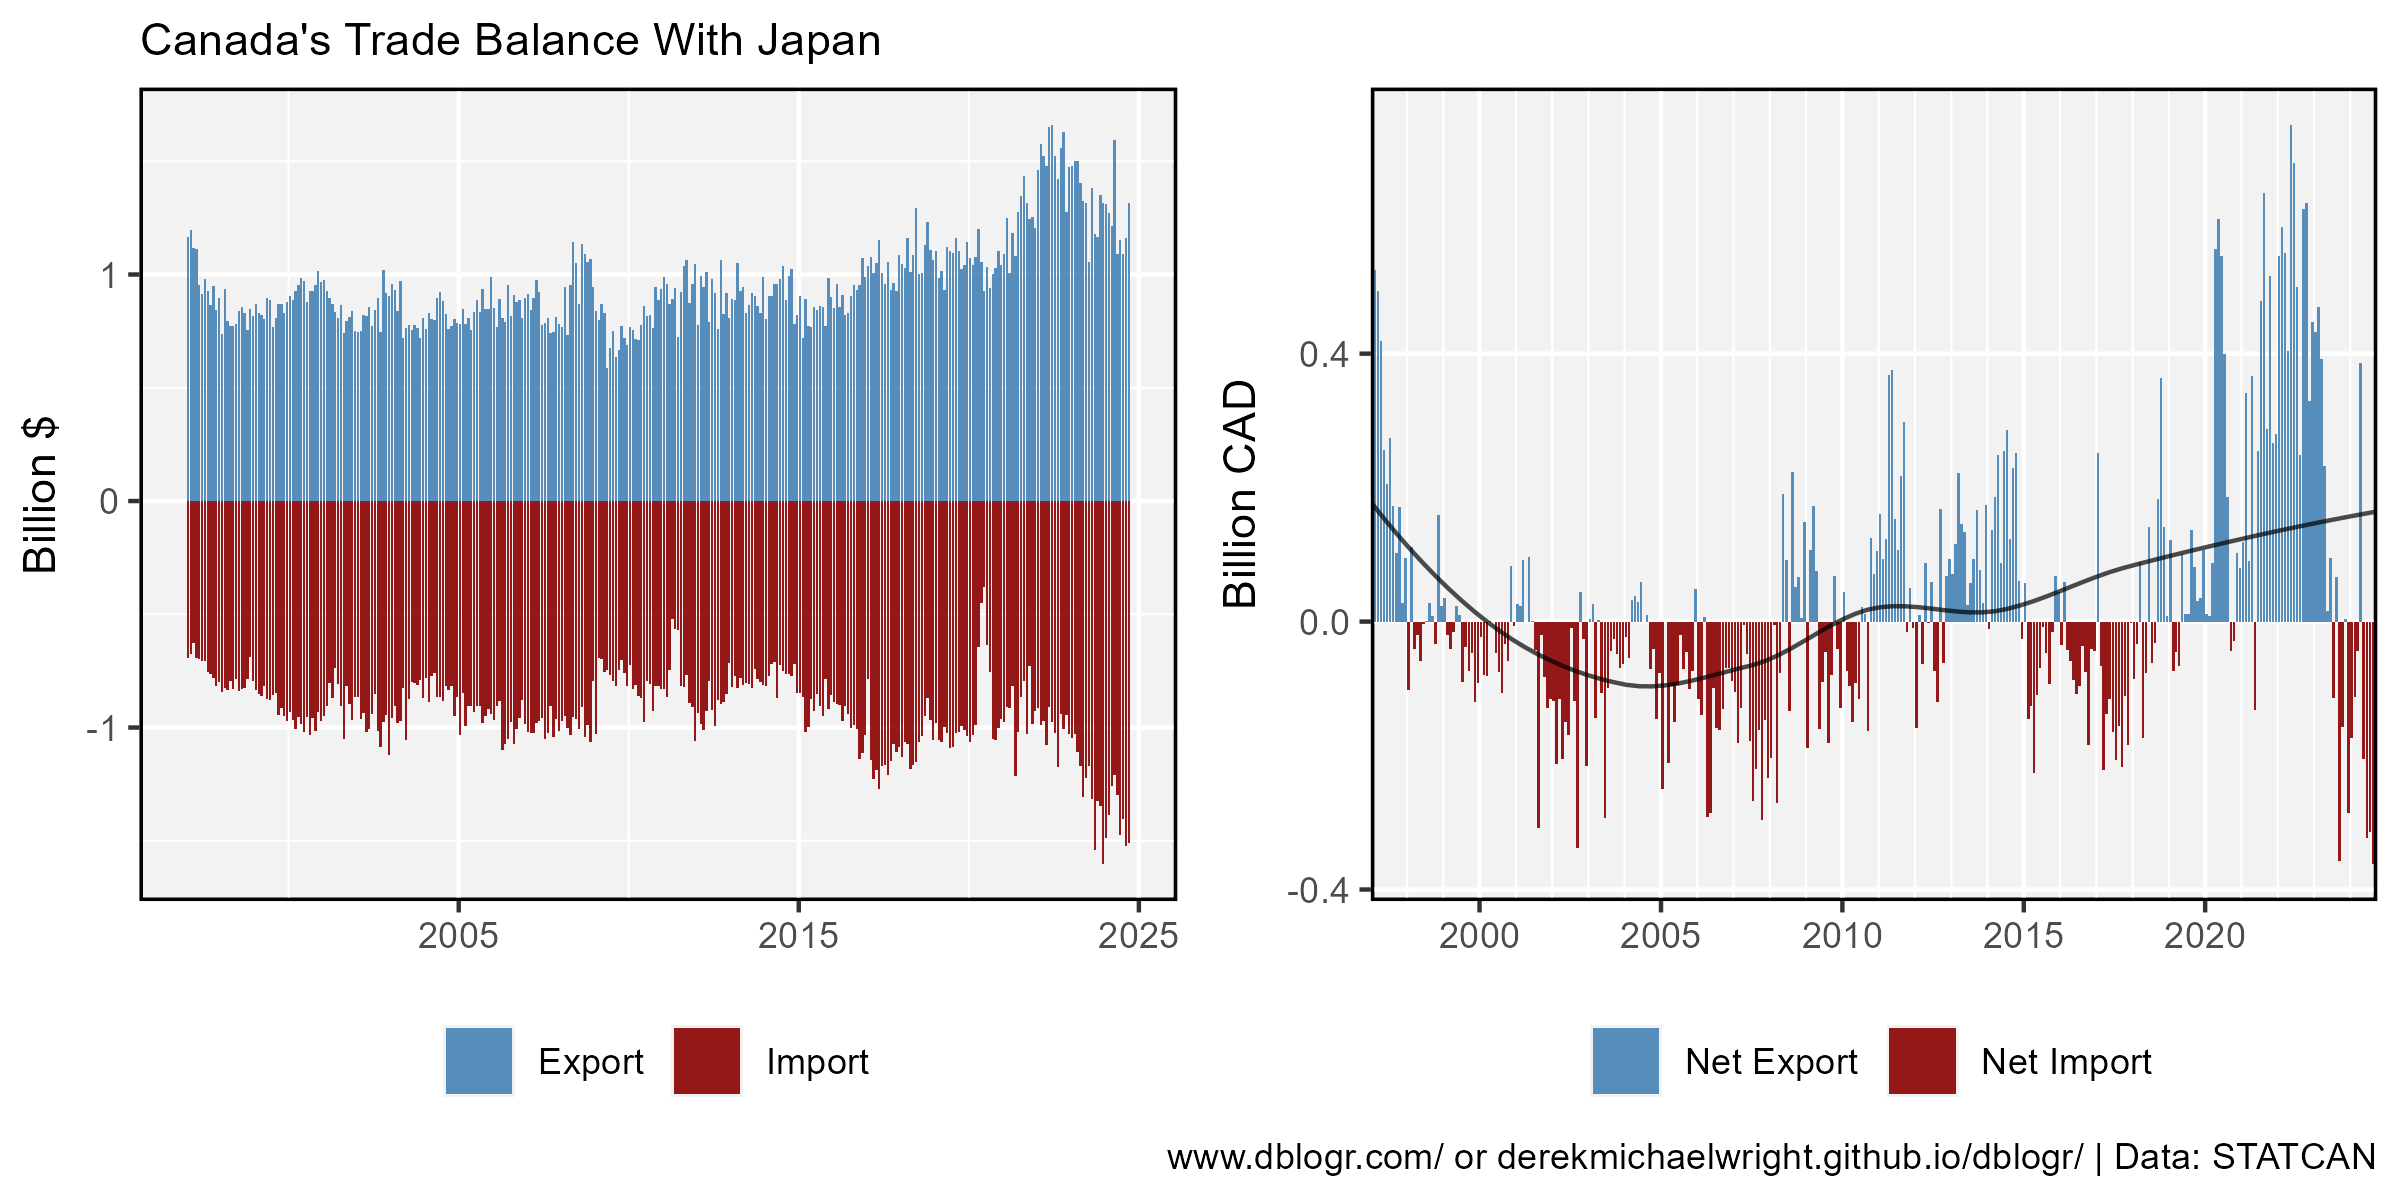 Canada's Trade Balance With Japan
Billion $
1
0
-1
2005 2015 2025
Export Import
Billion CAD
0.4
0.0
-0.4
2000 2005 2010 2015 2020
Net Export Net Import
www.dblogr.com/ or derekmichaelwright.github.io/dblogr/ | Data: STATCAN